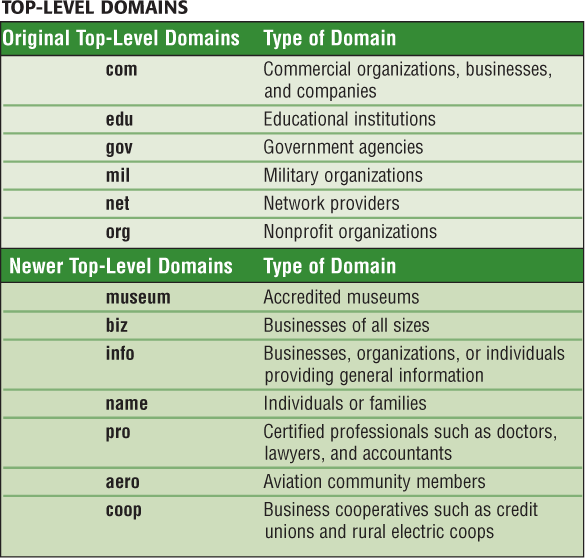 TOP-LEVEL DOMAINS
Original Top-Level Domains Type of Domain
com Commercial organizations, businesses,
and companies
edu Educational institutions
gov Government agencies
mil Military organizations
net Network providers
org Nonprofit organizations
Newer Top-Level Domains Type of Domain
museum Accredited museums
biz Businesses of all sizes
info Businesses, organizations, or individuals
providing general information
name Individuals or families
pro Certified professionals such as doctors,
lawyers, and accountants
aero Aviation community members
coop Business cooperatives such as credit
unions and rural electric coops